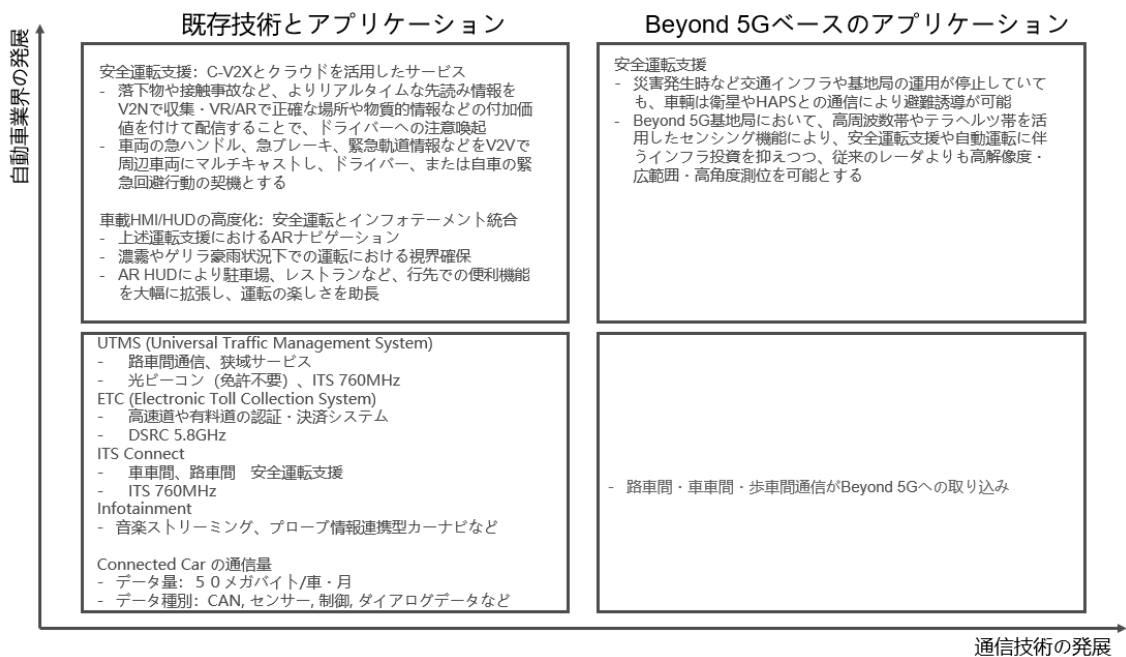 既存技術とアプリケーション
Beyond 5Gベースのアプリケーション
自動車業界の発展
安全運転支援：C-V2Xとクラウドを活用したサービス
- 落下物や接触事故など、よりリアルタイムな先読み情報を
V2Nで収集・VR/ARで正確な場所や物質的情報などの付加価
値を付けて配信することで、ドライバーへの注意喚起
- 車両の急ハンドル、急ブレーキ、緊急軌道情報などをV2Vで
周辺車両にマルチキャストし、ドライバー、または自車の緊
急回避行動の契機とする
車載HMI/HUDの高度化：安全運転とインフォテーメント統合
- 上述運転支援におけるARナビゲーション
- 濃霧やゲリラ豪雨状況下での運転における視界確保
- AR HUDにより駐車場、レストランなど、行先での便利機能
を大幅に拡張し、運転の楽しさを助長
安全運転支援
- 災害発生時など交通インフラや基地局の運用が停止していて
も、車輌は衛星やHAPSとの通信により避難誘導が可能
- Beyond 5G基地局において、高周波数帯やテラヘルツ帯を活
用したセンシング機能により、安全運転支援や自動運転に伴
うインフラ投資を抑えつつ、従来のレーダよりも高解像度・
広範囲・高角度測位を可能とする
UTMS (Universal Traffic Management System)
- 路車間通信、狭域サービス
- 光ビーコン（免許不要）、ITS 760MHz
ETC (Electronic Toll Collection System)
- 高速道や有料道の認証・決済システム
- DSRC 5.8GHz
ITS Connect
- 車車間、路車間　安全運転支援
- ITS 760MHz
Infotainment
- 音楽ストリーミング、プローブ情報連携型カーナビなど
Connected Car の通信量
- データ量：５０メガバイト/車・月
- データ種別：CAN, センサー, 制御, ダイアログデータなど
- 路車間・車車間・歩車間通信がBeyond 5Gへの取り込み
通信技術の発展